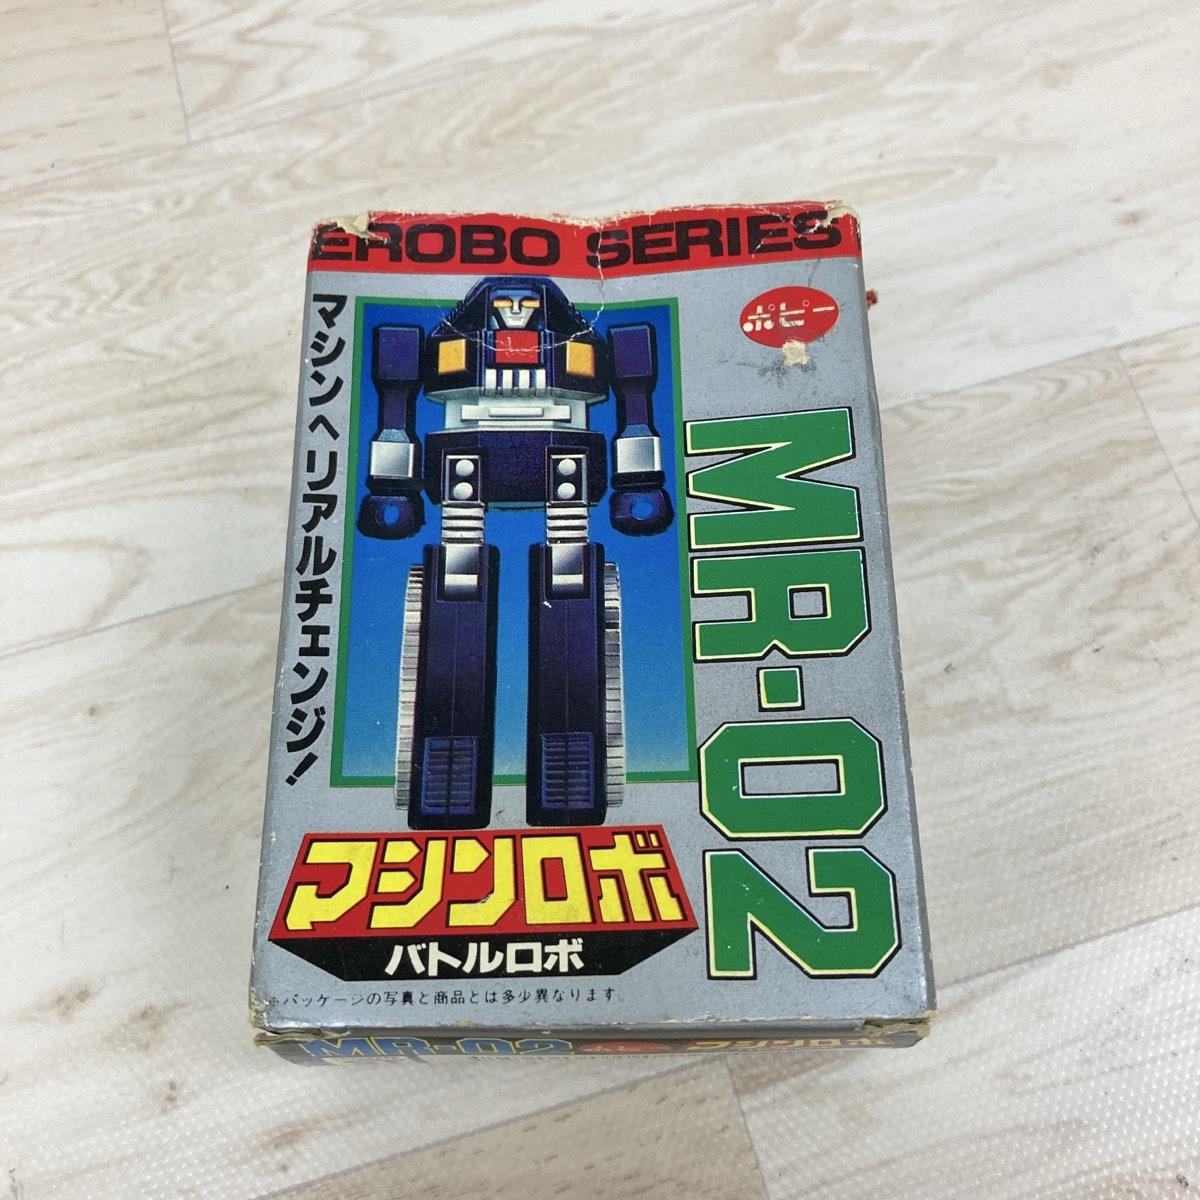 EROBO SERIES
ポピー
マシンへリアルチェンジ!
MR-02
マシンロボ
バトルロボ
※パッケージの写真と商品とは多少異なります。
MR-02 ポピー マシンロボ